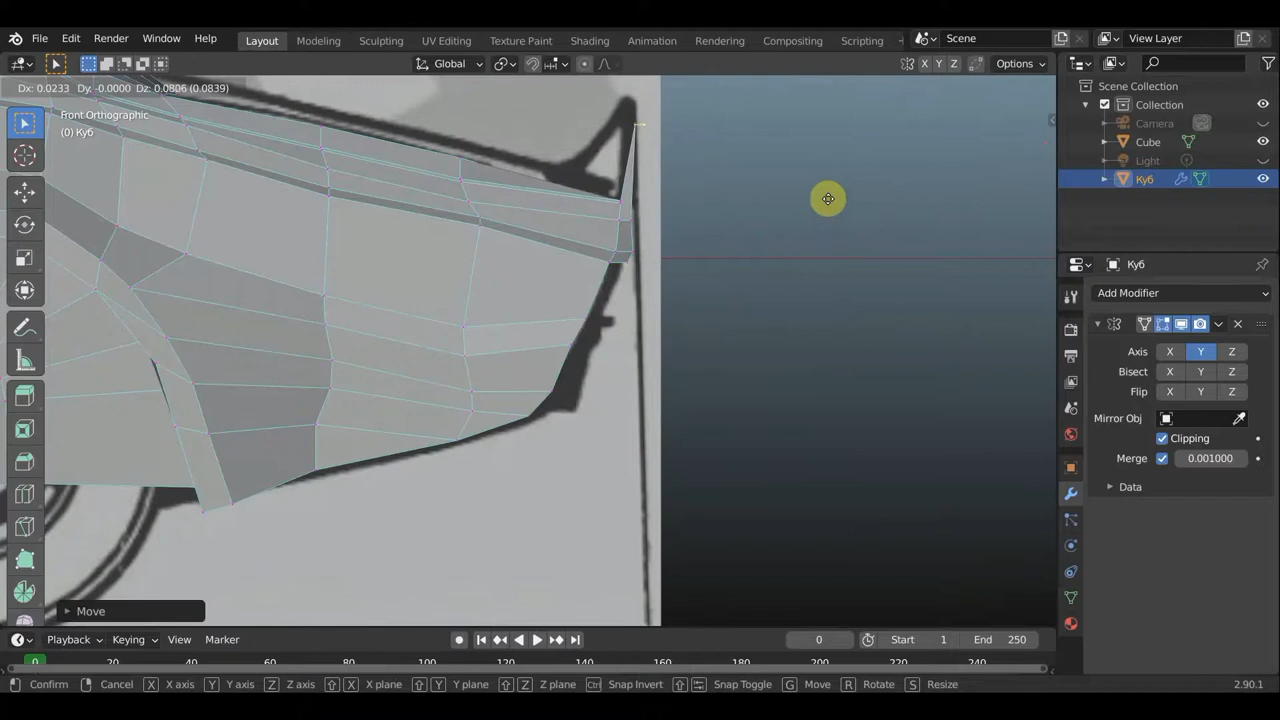 File Edit Render Window Help
Layout Modeling Sculpting UV Editing Texture Paint Shading Animation Rendering Compositing Scripting
Scene
View Layer
Global
X Y Z
Options
Dx: 0.0233 Dy: -0.0000 Dz: 0.0806 (0.0839)
Front Orthographic
(0) Куб
Scene Collection
Collection
Camera
Cube
Light
Куб
Куб
Add Modifier
Axis X Y Z
Bisect X Y Z
Flip X Y Z
Mirror Obj
Clipping
Merge 0.001000
Data
Move
Playback Keying View Marker
0 Start 1 End 250
0 20 40 60 80 100 120 140 160 180 200 220 240
Confirm Cancel X X axis Y Y axis Z Z axis X X plane Y Y plane Z Z plane Ctrl Snap Invert Snap Toggle G Move R Rotate S Resize 2.90.1